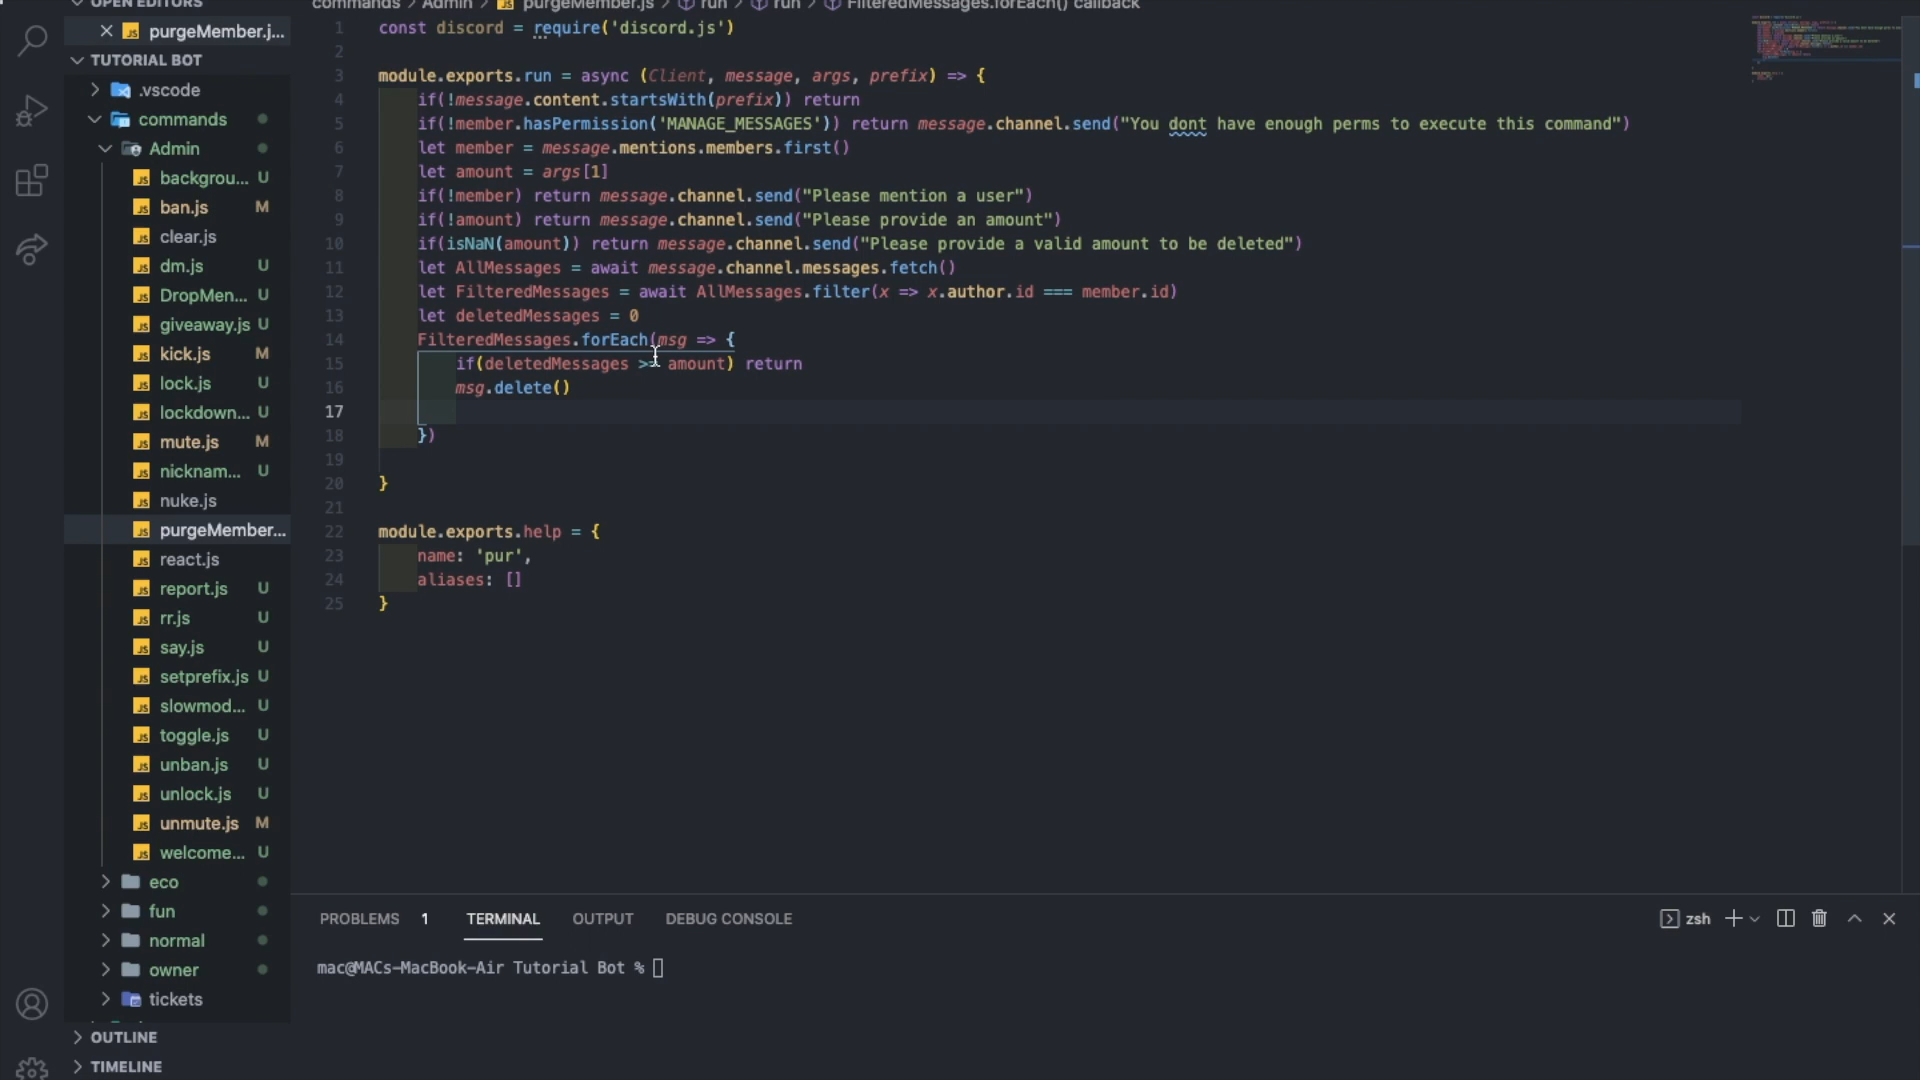 OPEN EDITORS
purgeMember.j...
TUTORIAL BOT
.vscode
commands
Admin
backgrou... U
ban.js M
clear.js
dm.js U
DropMen... U
giveaway.js U
kick.js M
lock.js U
lockdown... U
mute.js M
nicknam... U
nuke.js
purgeMember...
react.js
report.js U
rr.js U
say.js U
setprefix.js U
slowmod... U
toggle.js U
unban.js U
unlock.js U
unmute.js M
welcome... U
eco
fun
normal
owner
tickets
OUTLINE
TIMELINE
commands > Admin > JS purgeMember.js > run > run > FilteredMessages.forEach() callback
1 const discord = require('discord.js')
2
3 module.exports.run = async (Client, message, args, prefix) => {
4 if(!message.content.startsWith(prefix)) return
5 if(!member.hasPermission('MANAGE_MESSAGES')) return message.channel.send("You dont have enough perms to execute this command")
6 let member = message.mentions.members.first()
7 let amount = args[1]
8 if(!member) return message.channel.send("Please mention a user")
9 if(!amount) return message.channel.send("Please provide an amount")
10 if(isNaN(amount)) return message.channel.send("Please provide a valid amount to be deleted")
11 let AllMessages = await message.channel.messages.fetch()
12 let FilteredMessages = await AllMessages.filter(x => x.author.id === member.id)
13 let deletedMessages = 0
14 FilteredMessages.forEach(msg => {
15 if(deletedMessages >= amount) return
16 msg.delete()
17
18 })
19
20 }
21
22 module.exports.help = {
23 name: 'pur',
24 aliases: []
25 }
PROBLEMS 1 TERMINAL OUTPUT DEBUG CONSOLE zsh
mac@MACs-MacBook-Air Tutorial Bot %